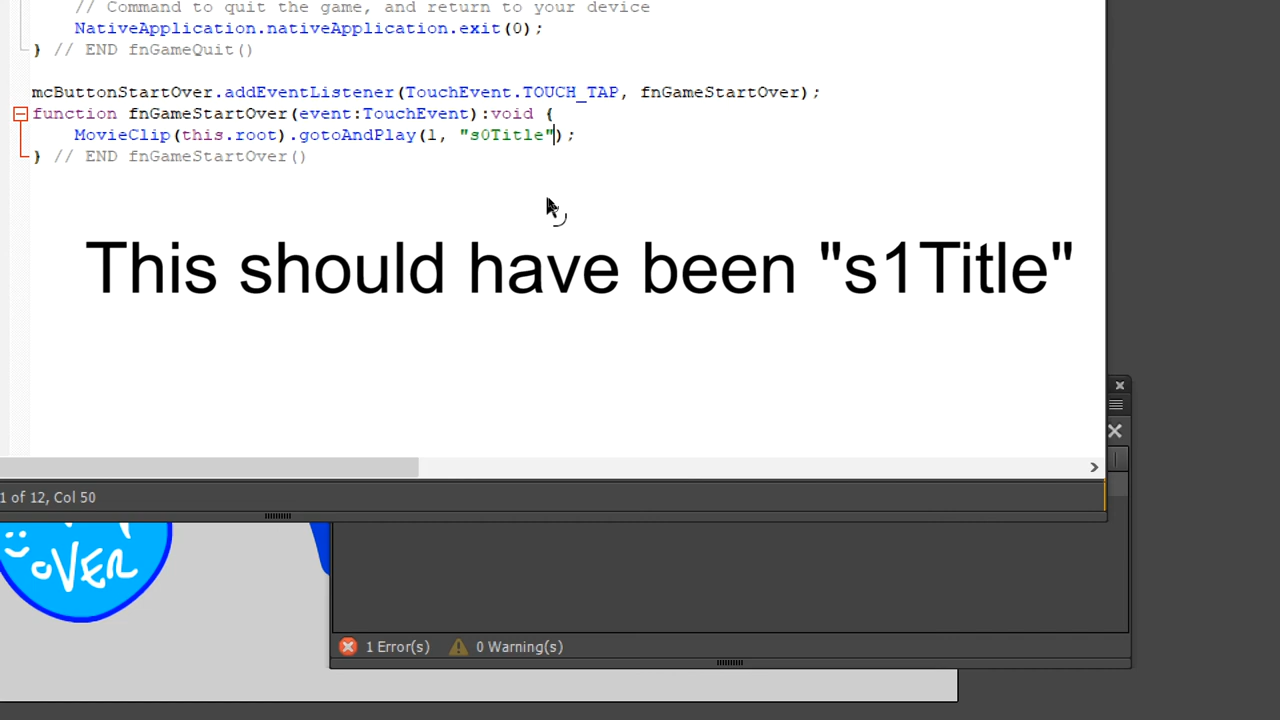 // Command to quit the game, and return to your device
NativeApplication.nativeApplication.exit(0);
} // END fnGameQuit()
mcButtonStartOver.addEventListener(TouchEvent.TOUCH_TAP, fnGameStartOver);
function fnGameStartOver(event:TouchEvent):void {
MovieClip(this.root).gotoAndPlay(1, "s0Title");
} // END fnGameStartOver()
This should have been "s1Title"
1 of 12, Col 50
OVER
1 Error(s) 0 Warning(s)